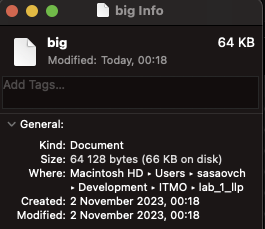 big Info
big 64 KB
Modified: Today, 00:18
Add Tags...
General:
Kind: Document
Size: 64 128 bytes (66 KB on disk)
Where: Macintosh HD ▸ Users ▸ sasaovch
▸ Development ▸ ITMO ▸ lab_1_llp
Created: 2 November 2023, 00:18
Modified: 2 November 2023, 00:18